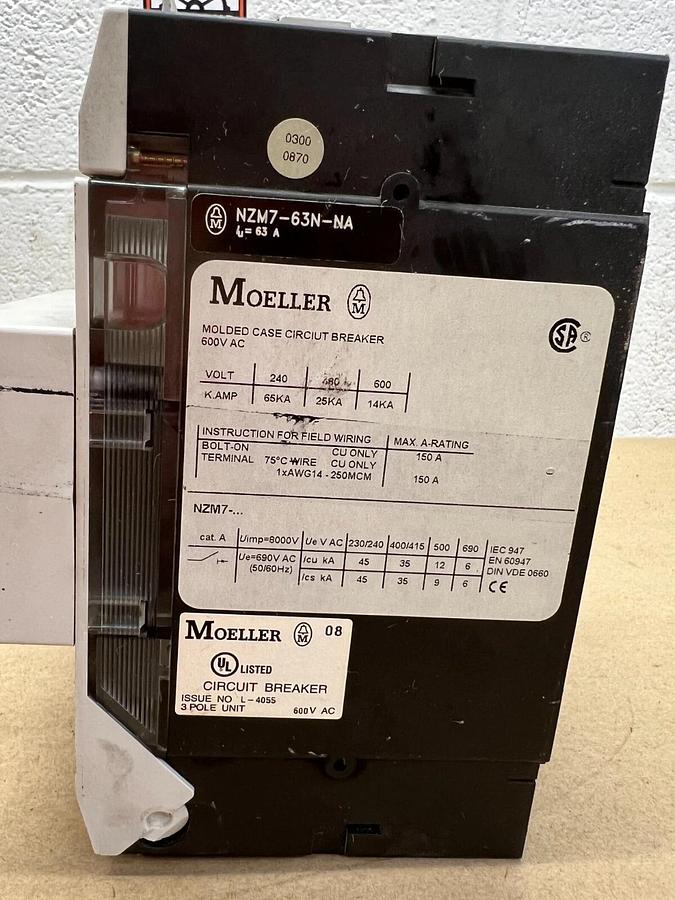 0300
0870
M NZM7-63N-NA
Iu= 63 A
MOELLER M
SA ®
MOLDED CASE CIRCIUT BREAKER
600V AC
VOLT 240 480 600
K.AMP 65KA 25KA 14KA
INSTRUCTION FOR FIELD WIRING MAX. A-RATING
BOLT-ON CU ONLY 150 A
TERMINAL 75°C WIRE CU ONLY
1xAWG14 - 250MCM 150 A
NZM7-...
cat. A Uimp=8000V Ue V AC 230/240 400/415 500 690 IEC 947
Ue=690V AC Icu kA 45 35 12 6 EN 60947
(50/60Hz) Ics kA 45 35 9 6 DIN VDE 0660
CE
MOELLER M 08
UL LISTED
CIRCUIT BREAKER
ISSUE NO L-4055
3 POLE UNIT 600V AC